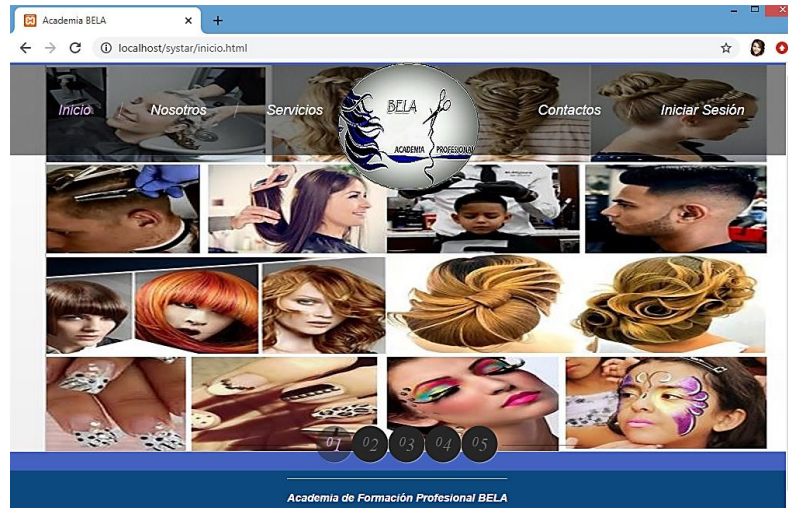 Academia BELA
localhost/systar/inicio.html
Inicio / Nosotros / Servicios
BELA
ACADEMIA PROFESIONAL
Contactos / Iniciar Sesión
01 02 03 04 05
Academia de Formación Profesional BELA